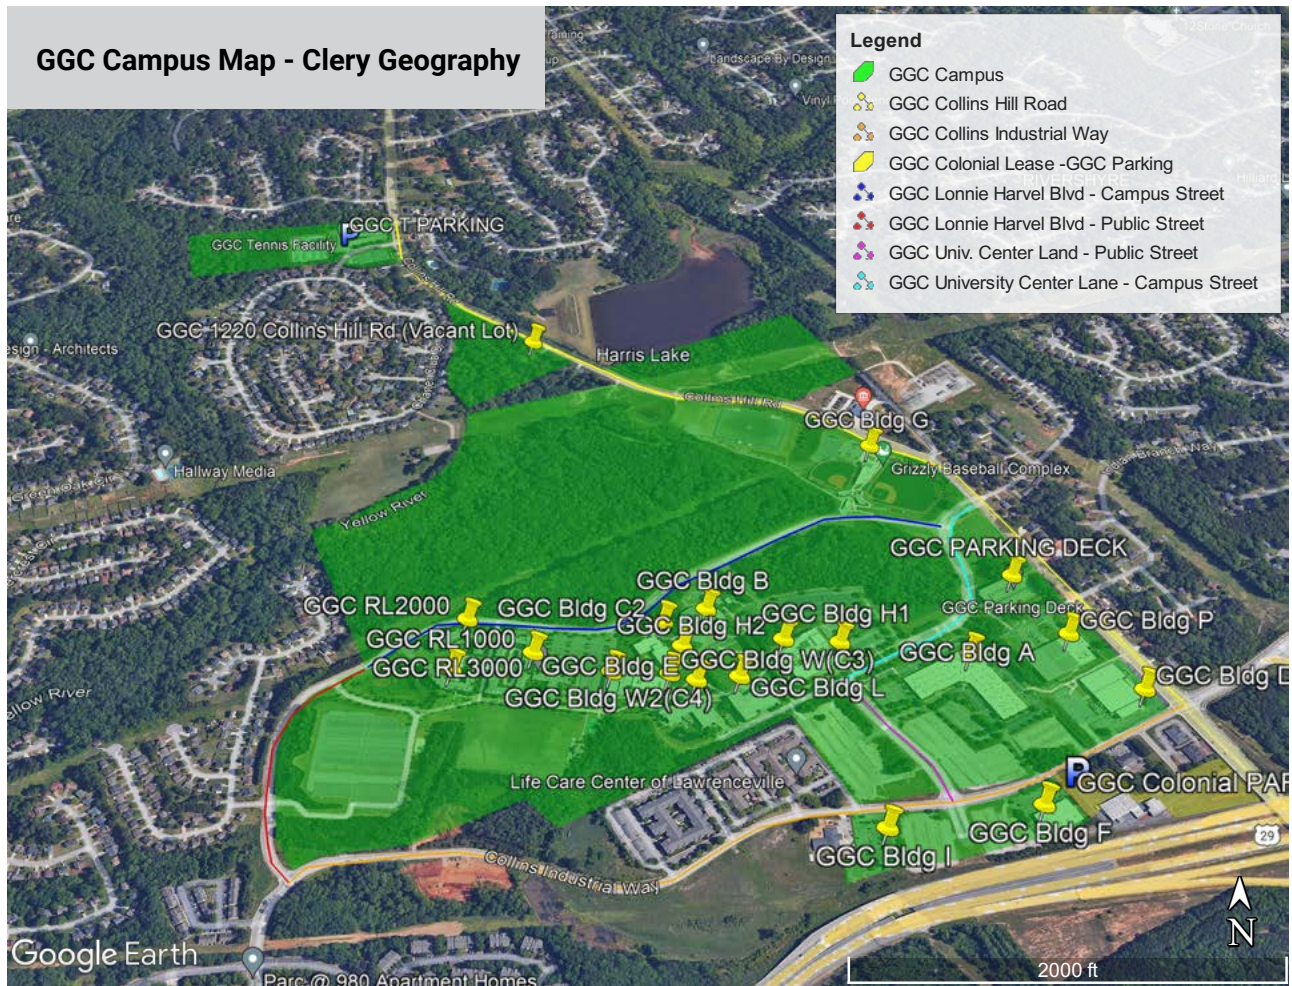 GGC Campus Map - Clery Geography
Legend
GGC Campus
GGC Collins Hill Road
GGC Collins Industrial Way
GGC Colonial Lease -GGC Parking
GGC Lonnie Harvel Blvd - Campus Street
GGC Lonnie Harvel Blvd - Public Street
GGC Univ. Center Land - Public Street
GGC University Center Lane - Campus Street
12Stone Church
Landscape By Design
Vinyl
RIVERSHYRE
GGC T PARKING
GGC Tennis Facility
P
GGC 1220 Collins Hill Rd (Vacant Lot)
Harris Lake
Collins Hill Rd
GGC Bldg G
Grizzly Baseball Complex
Hallway Media
Yellow River
GGC PARKING DECK
GGC Bldg B
GGC RL2000
GGC Bldg C2
GGC Parking Deck
GGC Bldg H1
GGC Bldg H2
GGC Bldg P
GGC RL1000
GGC Bldg A
GGC RL3000
GGC Bldg E
GGC Bldg W(C3)
GGC Bldg D
GGC Bldg W2(C4)
GGC Bldg L
Life Care Center of Lawrenceville
P
GGC Colonial PAR
GGC Bldg F
29
GGC Bldg I
Collins Industrial Way
Google Earth
N
2000 ft
Parc @ 980 Apartment Homes